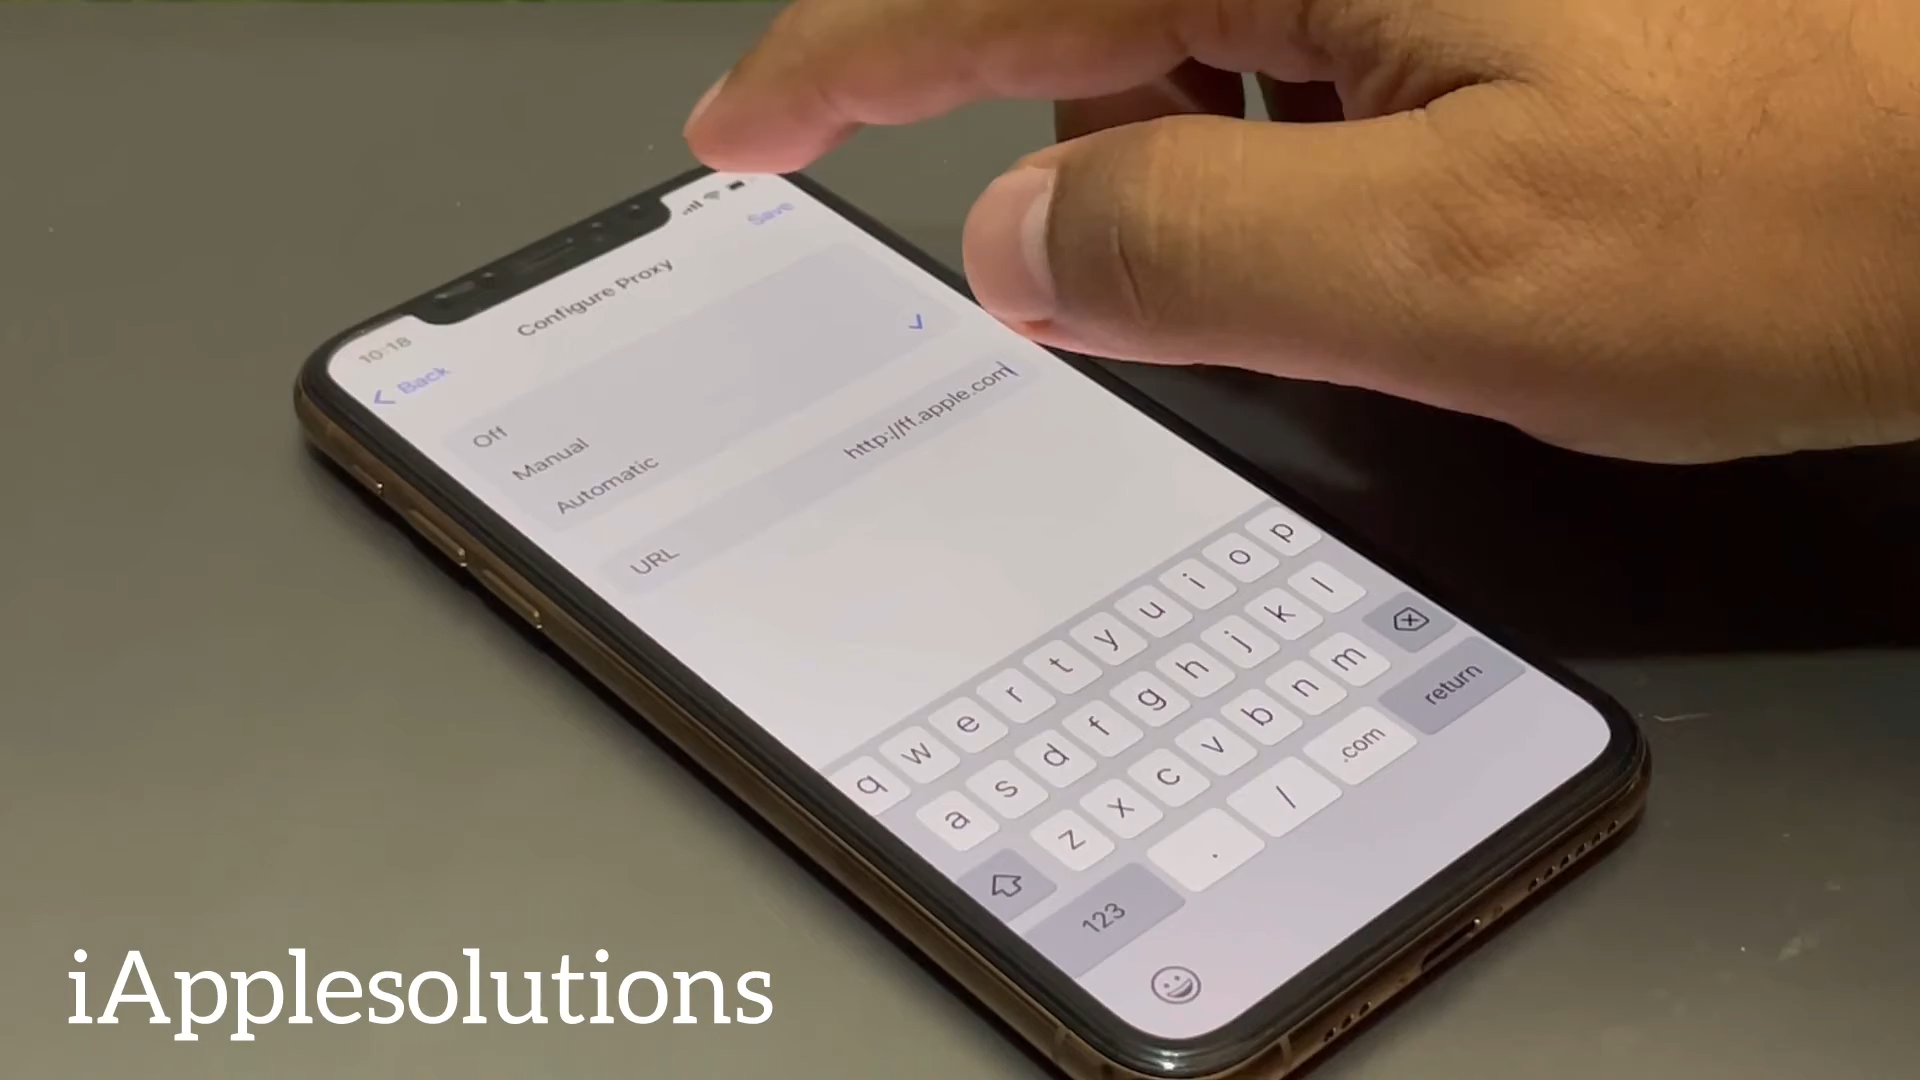 10:18
Save
Back
Configure Proxy
Off
Manual
Automatic
URL http://ff.apple.com
q w e r t y u i o p
a s d f g h j k l
z x c v b n m
123 . / .com return
iApplesolutions